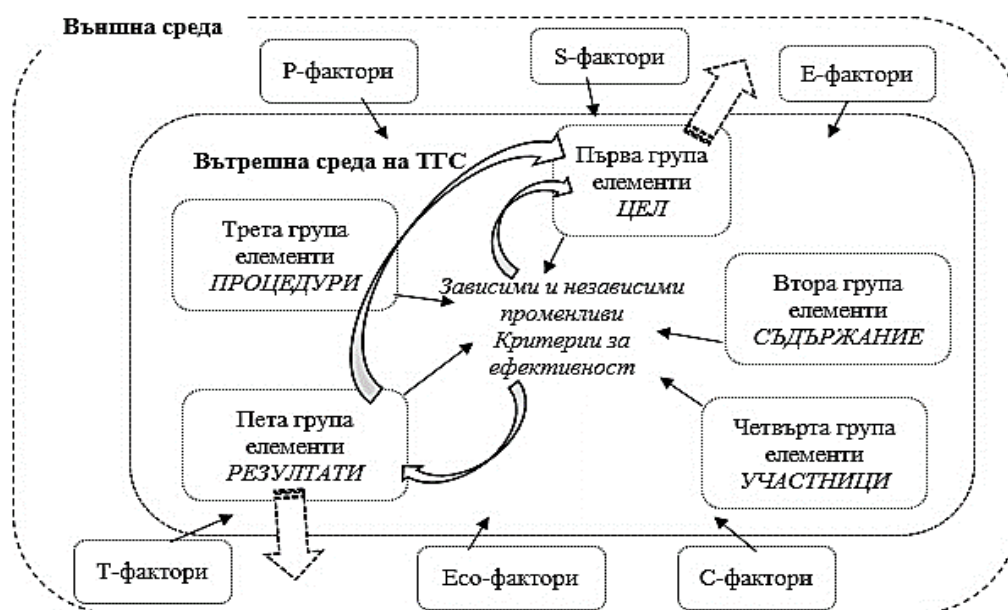 Външна среда
P-фактори
S-фактори
E-фактори
Вътрешна среда на ТГС
Първа група
елементи
ЦЕЛ
Трета група
елементи
ПРОЦЕДУРИ
Зависими и независими
променливи
Критерии за
ефективност
Втора група
елементи
СЪДЪРЖАНИЕ
Пета група
елементи
РЕЗУЛТАТИ
Четвърта група
елементи
УЧАСТНИЦИ
Т-фактори
Eco-фактори
С-фактори